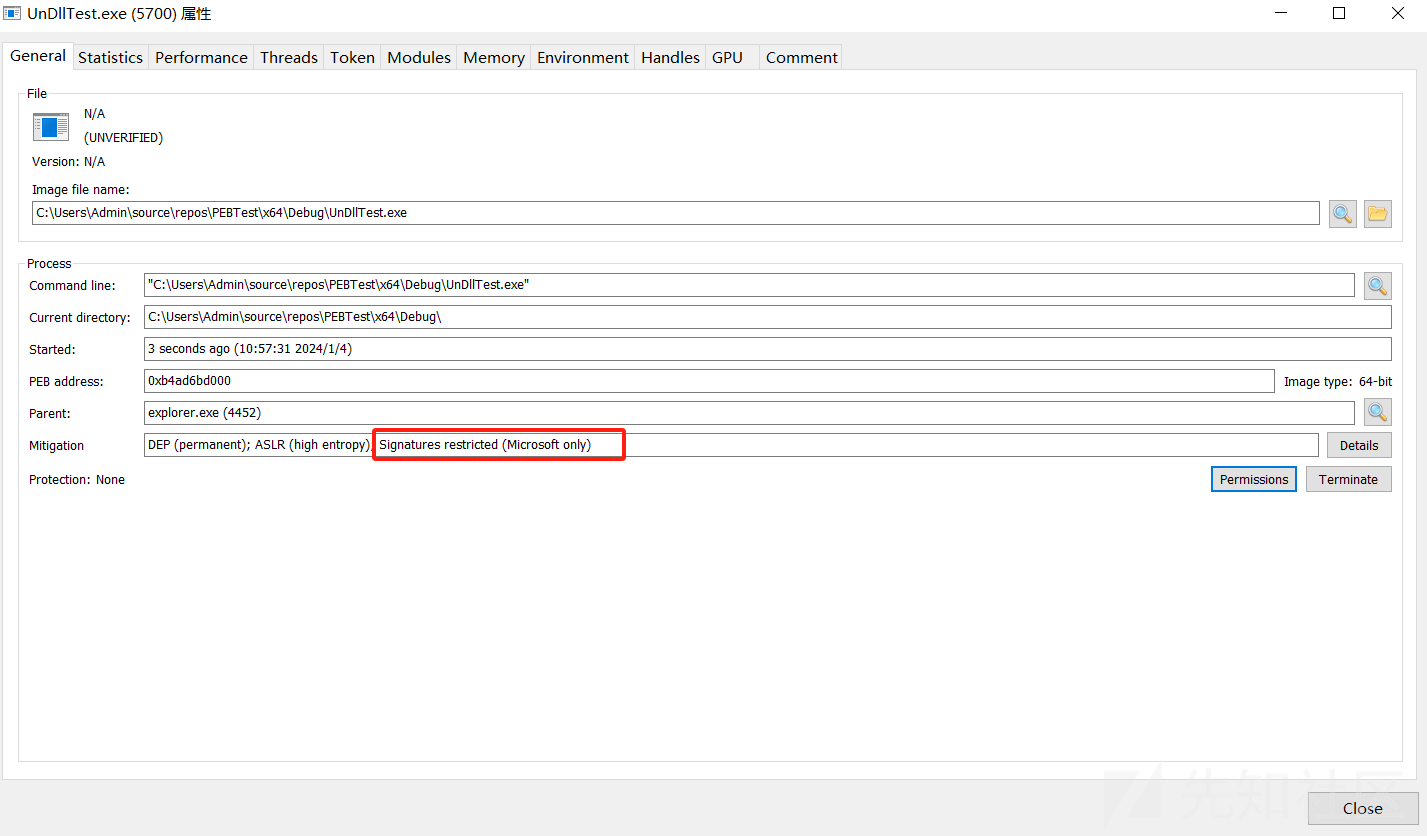 UnDllTest.exe (5700) 属性
General Statistics Performance Threads Token Modules Memory Environment Handles GPU Comment
File
N/A
(UNVERIFIED)
Version: N/A
Image file name:
C:\Users\Admin\source\repos\PEBTest\x64\Debug\UnDllTest.exe
Process
Command line: "C:\Users\Admin\source\repos\PEBTest\x64\Debug\UnDllTest.exe"
Current directory: C:\Users\Admin\source\repos\PEBTest\x64\Debug\
Started: 3 seconds ago (10:57:31 2024/1/4)
PEB address: 0xb4ad6bd000 Image type: 64-bit
Parent: explorer.exe (4452)
Mitigation DEP (permanent); ASLR (high entropy); Signatures restricted (Microsoft only) Details
Protection: None Permissions Terminate
先知社区
Close